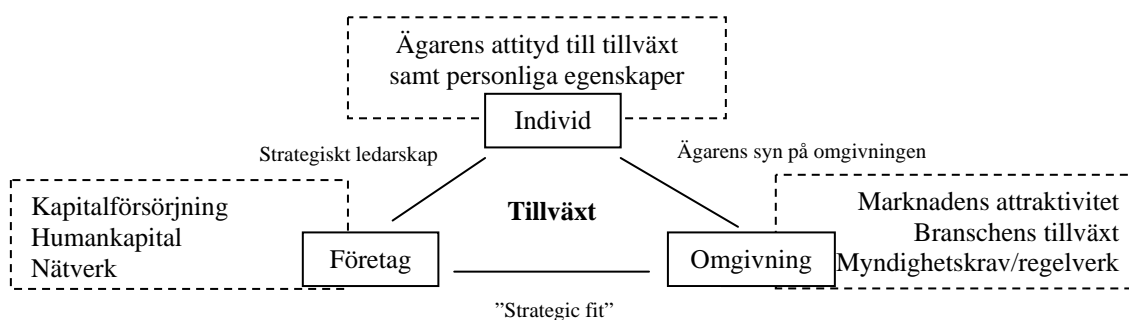 Ägarens attityd till tillväxt
samt personliga egenskaper
Individ
Strategiskt ledarskap
Ägarens syn på omgivningen
Kapitalförsörjning
Humankapital
Nätverk
Företag
Tillväxt
Marknadens attraktivitet
Branschens tillväxt
Myndighetskrav/regelverk
Omgivning
”Strategic fit”